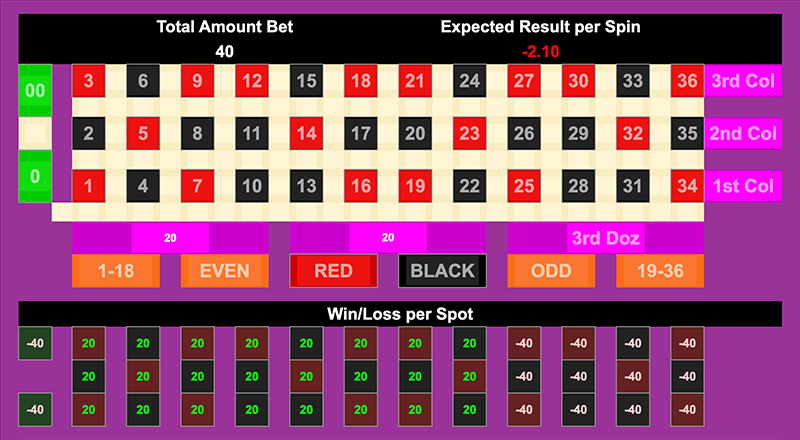 Total Amount Bet Expected Result per Spin
40 -2.10
00 3 6 9 12 15 18 21 24 27 30 33 36 3rd Col
2 5 8 11 14 17 20 23 26 29 32 35 2nd Col
0 1 4 7 10 13 16 19 22 25 28 31 34 1st Col
20 20 3rd Doz
1-18 EVEN RED BLACK ODD 19-36
Win/Loss per Spot
-40 20 20 20 20 20 20 20 20 -40 -40 -40 -40
20 20 20 20 20 20 20 20 -40 -40 -40 -40
-40 20 20 20 20 20 20 20 20 -40 -40 -40 -40